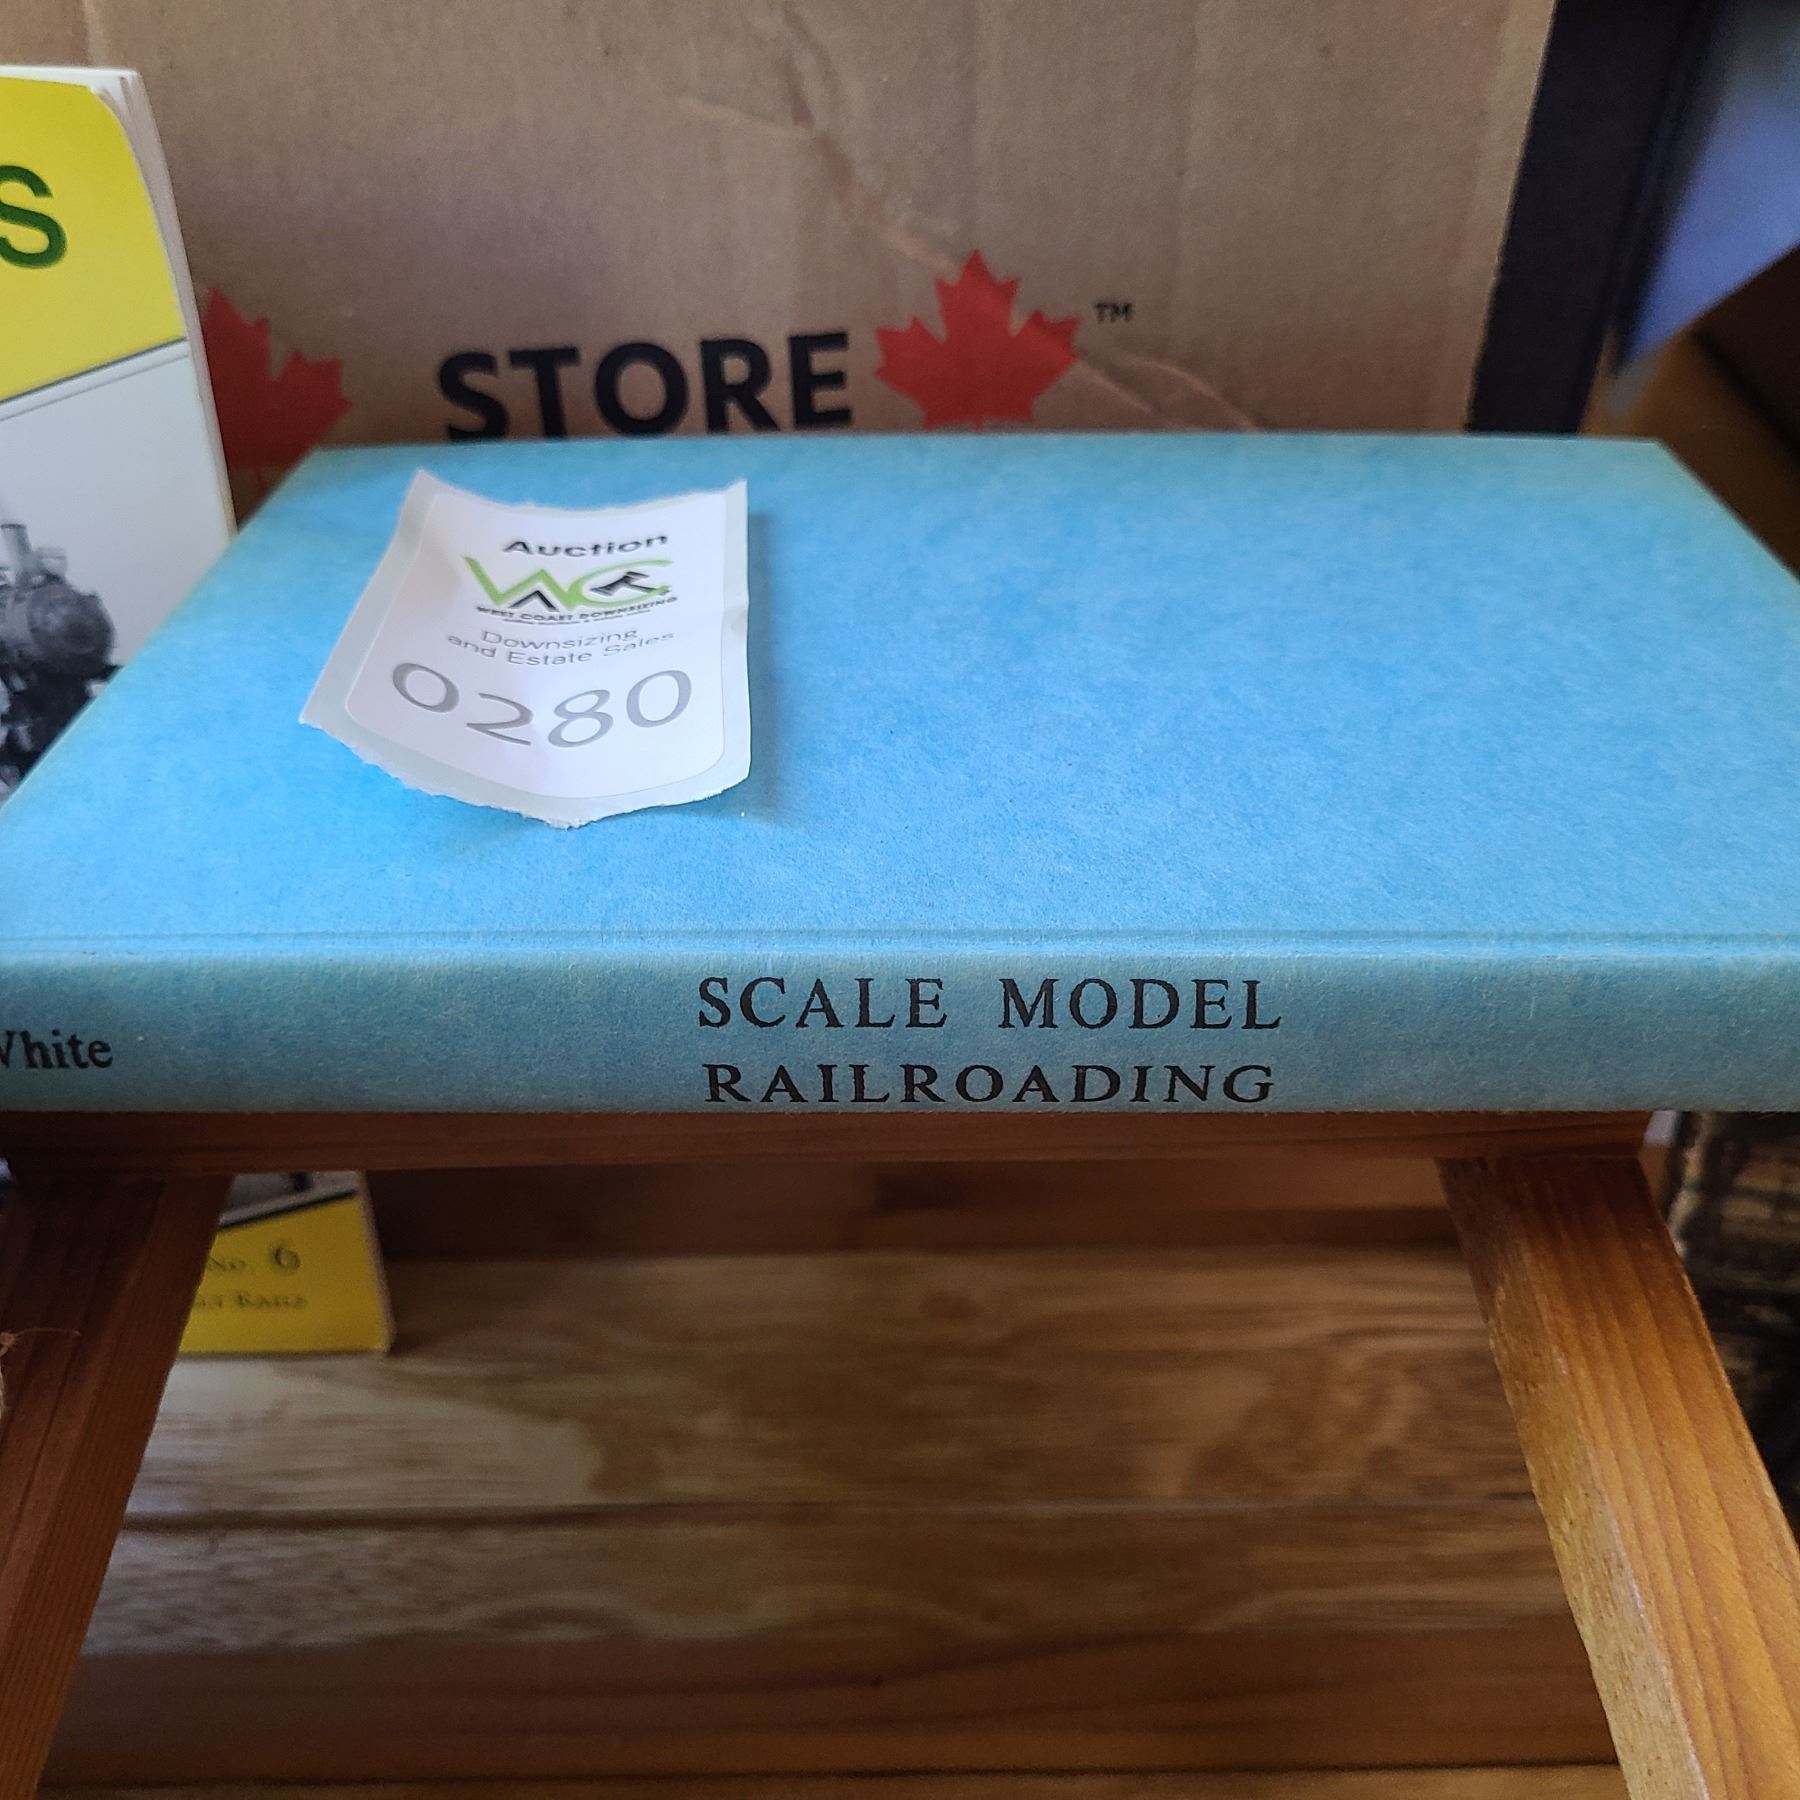 S
STORE
TM
Auction
WEST COAST DOWNSIZING
Downsizing
and Estate Sales
0280
White
SCALE MODEL
RAILROADING
No. 6